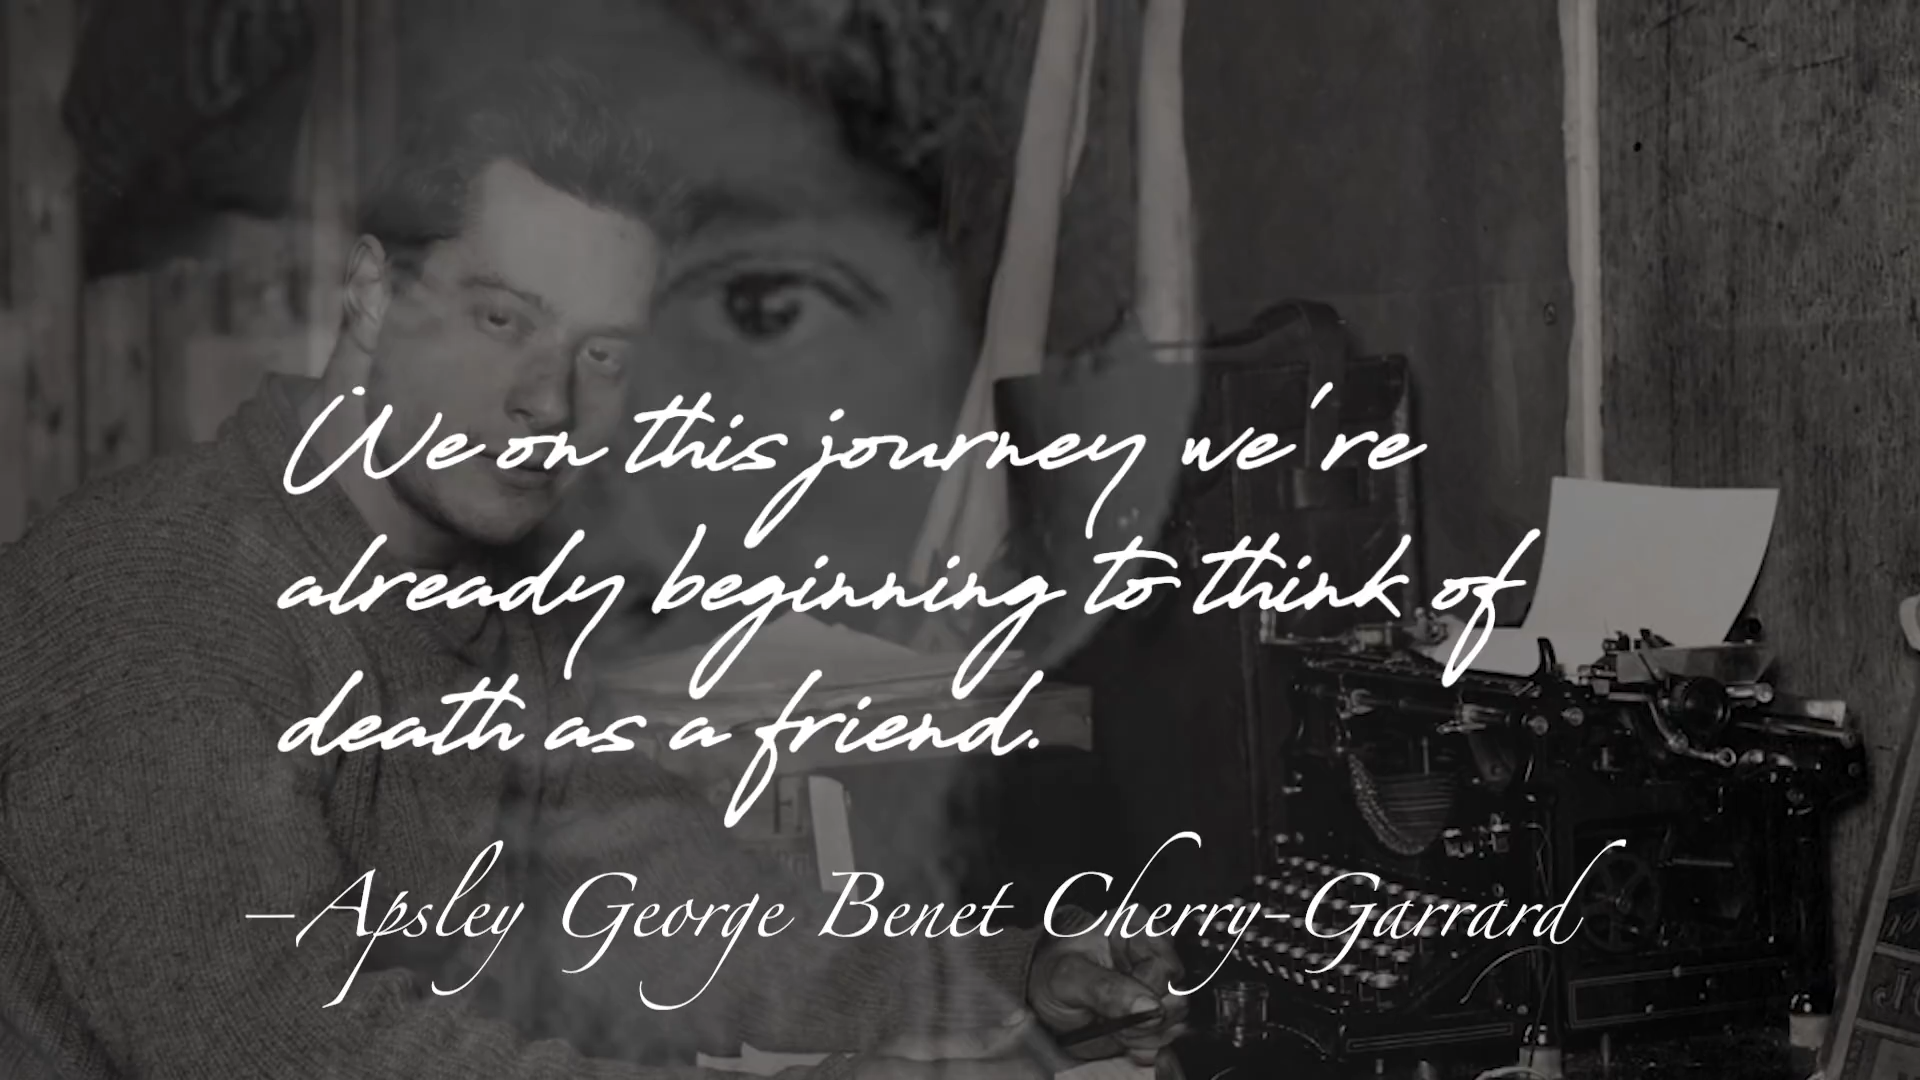 We on this journey we're
already beginning to think of
death as a friend.
–Apsley George Benet Cherry-Garrard